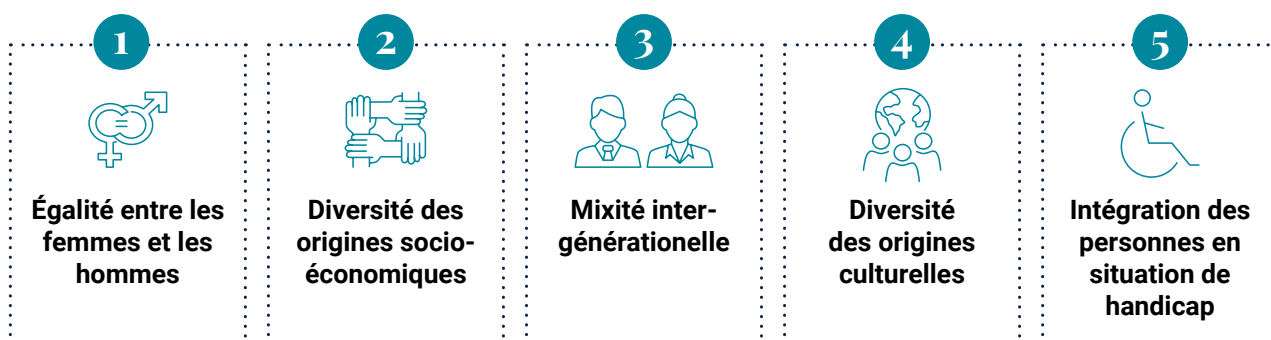 1
Égalité entre les
femmes et les
hommes
2
Diversité des
origines socio-
économiques
3
Mixité inter-
générationelle
4
Diversité
des origines
culturelles
5
Intégration des
personnes en
situation de
handicap